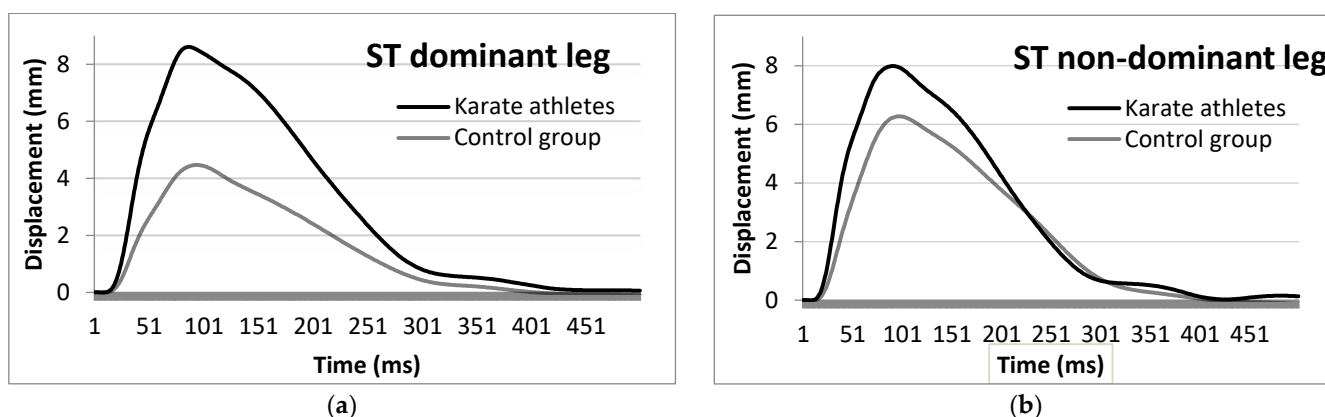 ST dominant leg
Karate athletes
Control group
Displacement (mm)
8
6
4
2
0
1 51 101 151 201 251 301 351 401 451
Time (ms)
(a)
ST non-dominant leg
Karate athletes
Control group
Displacement (mm)
8
6
4
2
0
1 51 101 151 201 251 301 351 401 451
Time (ms)
(b)